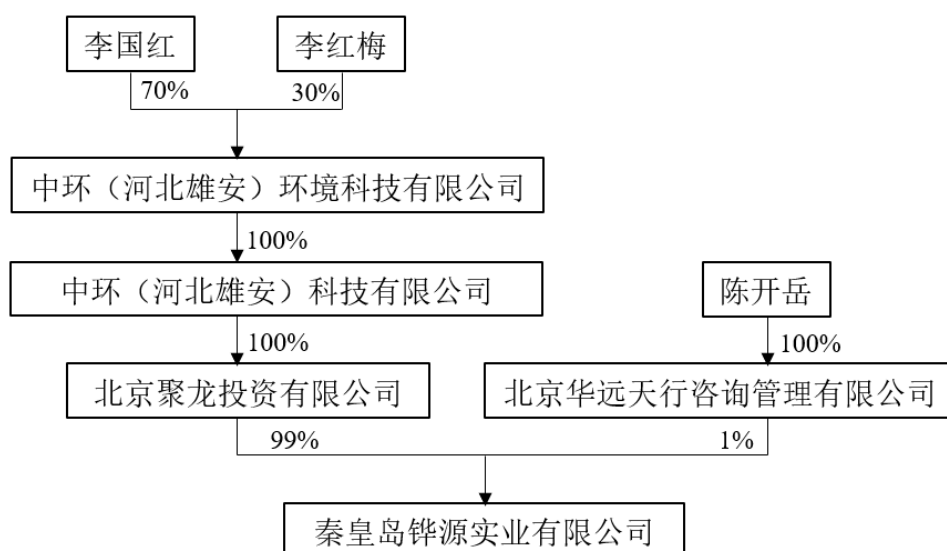 李国红
李红梅
70%
30%
中环（河北雄安）环境科技有限公司
100%
中环（河北雄安）科技有限公司
陈开岳
100%
100%
北京聚龙投资有限公司
北京华远天行咨询管理有限公司
99%
1%
秦皇岛铧源实业有限公司